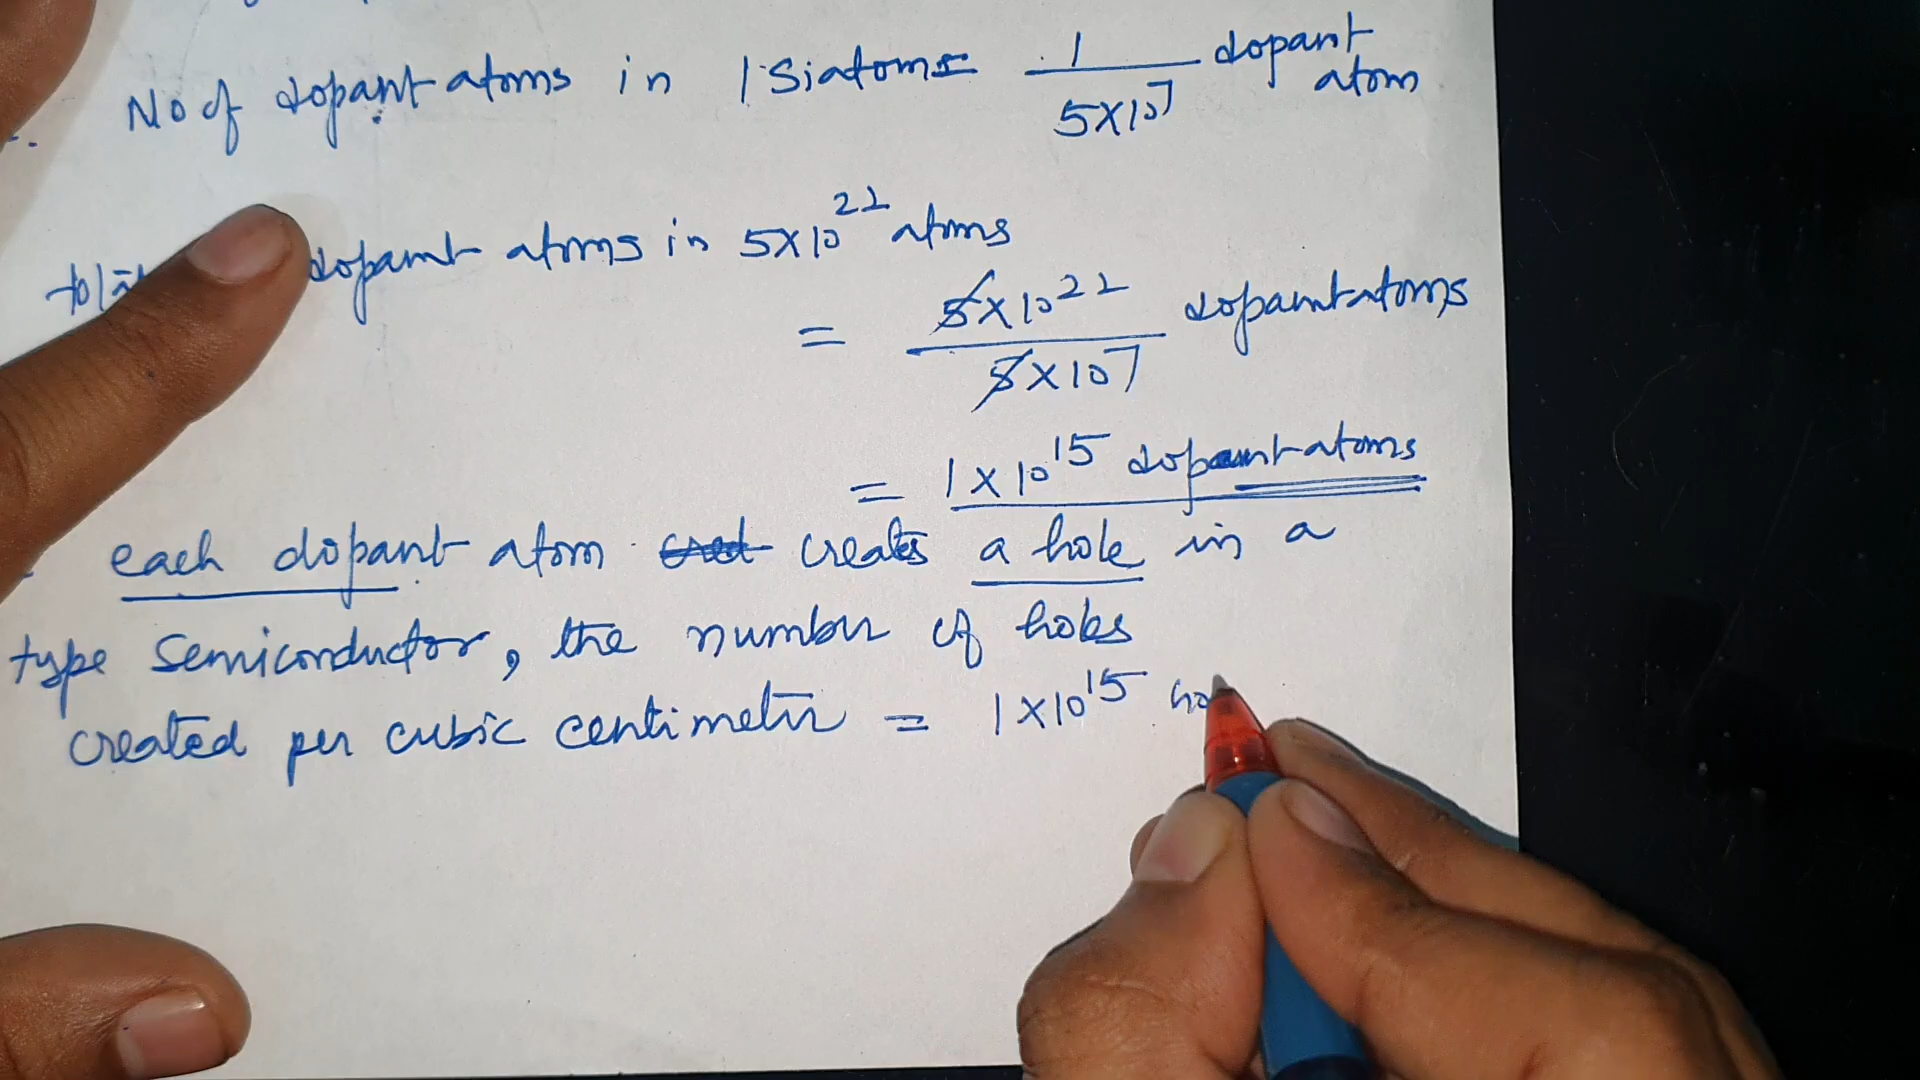 No of dopant atoms in 1 Si atoms = 1 / 5×10^7 dopant atom
dopant atoms in 5×10^22 atoms
= 5×10^22 / 5×10^7 dopant atoms
= 1×10^15 dopant atoms
each dopant atom creates a hole in a
type semiconductor, the number of holes
created per cubic centimeter = 1×10^15 ho